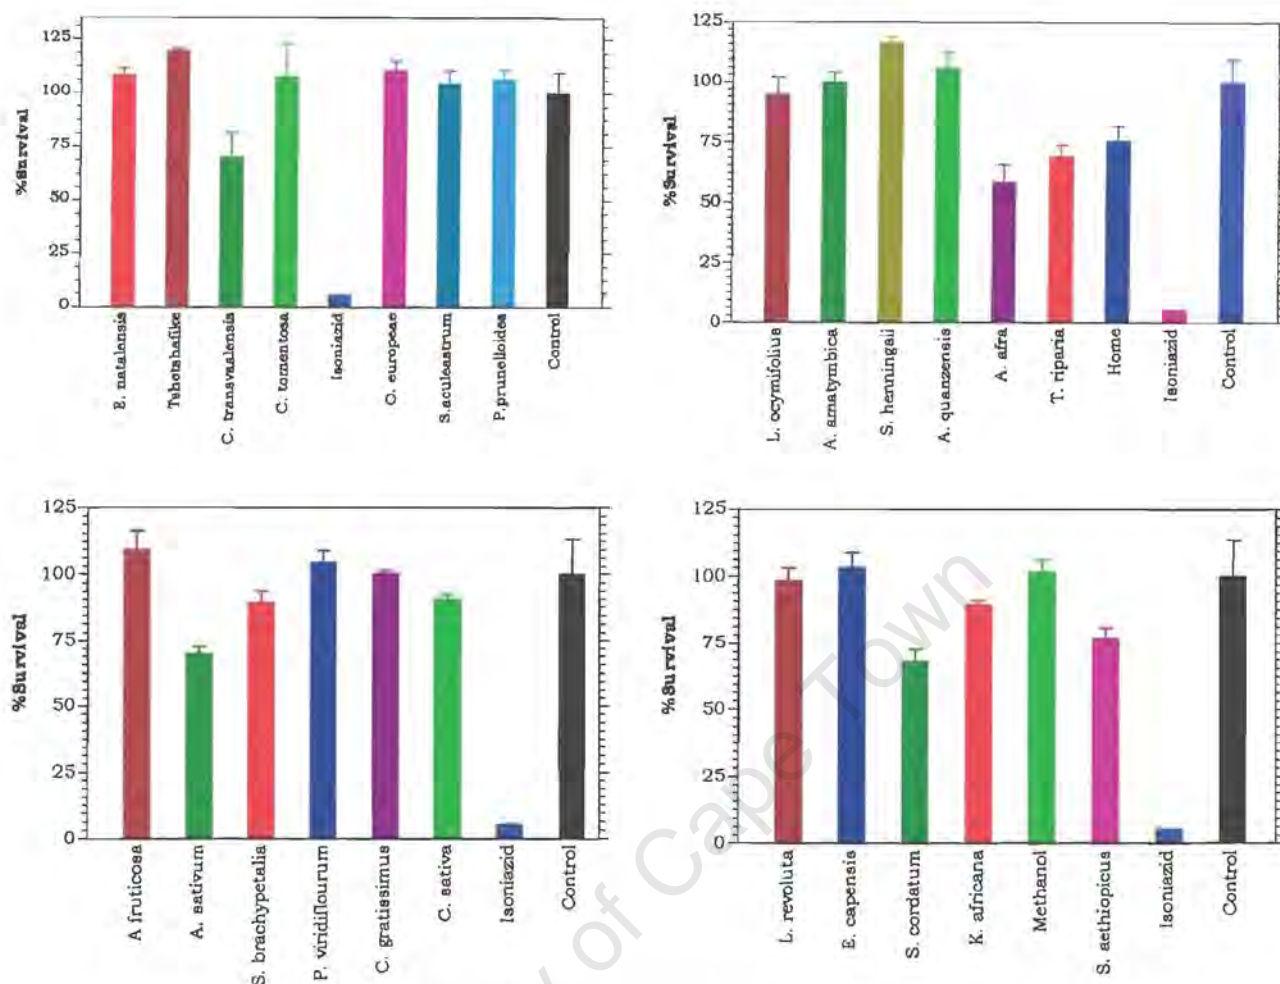 %Survival
125
100
75
50
25
0
E. natalensis
Tshetshafike
C. transvaalensis
C. tomentosa
Isoniazid
O. europeae
S.aculeastrum
P.prunelloides
Control
%Survival
125
100
75
50
25
0
L. ocymifolius
A. amatymbica
S. henningsii
A. quanzensis
A. afra
T. riparia
Home
Isoniazid
Control
%Survival
125
100
75
50
25
0
A fruticosa
A. sativum
S. brachypetalia
P. viridiflourum
C. gratissimus
C. sativa
Isoniazid
Control
%Survival
125
100
75
50
25
0
L. revoluta
E. capensis
S. cordatum
K. africana
Methanol
S. aethiopicus
Isoniazid
Control
y of Cape Town